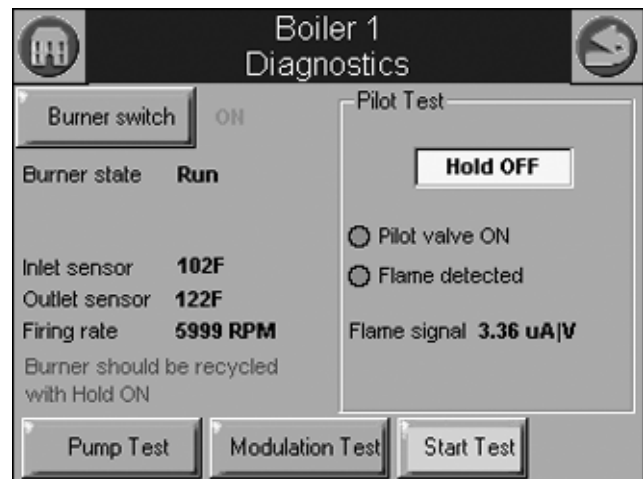 Boiler 1
Diagnostics
Burner switch ON
Burner state Run
Inlet sensor 102F
Outlet sensor 122F
Firing rate 5999 RPM
Burner should be recycled
with Hold ON
Pilot Test
Hold OFF
Pilot valve ON
Flame detected
Flame signal 3.36 uA|V
Pump Test
Modulation Test
Start Test